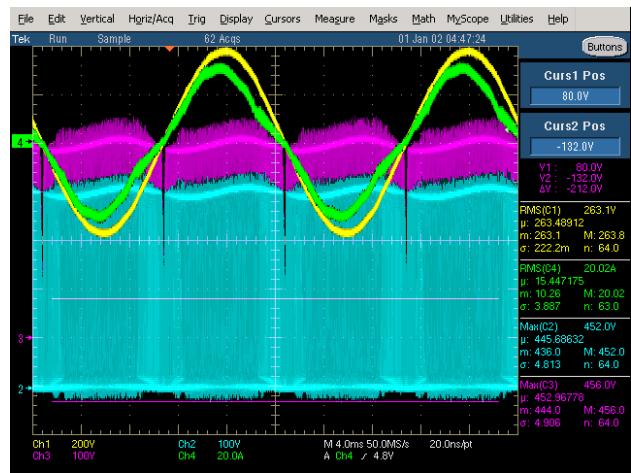 File Edit Vertical Horiz/Acq Trig Display Cursors Measure Masks Math MyScope Utilities Help
Tek Run Sample 62 Acqs 01 Jan 02 04:47:24
Buttons
Curs1 Pos
80.0V
Curs2 Pos
-132.0V
V1 : 80.0V
V2 : -132.0V
ΔV : -212.0V
RMS(C1) 263.1V
µ: 263.48912
m: 263.1 M: 263.8
σ: 222.2m n: 64.0
RMS(C4) 20.02A
µ: 15.447175
m: 10.26 M: 20.02
σ: 3.887 n: 63.0
Max(C2) 452.0V
µ: 445.68632
m: 436.0 M: 452.0
σ: 4.813 n: 64.0
Max(C3) 456.0V
µ: 452.96778
m: 444.0 M: 456.0
σ: 4.906 n: 64.0
4
3
2
Ch1 200V Ch2 100V M 4.0ms 50.0MS/s 20.0ns/pt
Ch3 100V Ch4 20.0A A Ch4 ∕ 4.8V